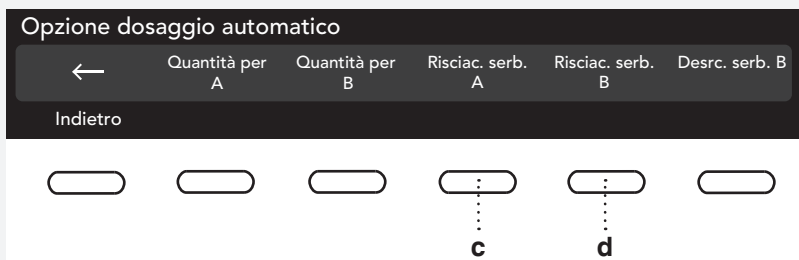 Opzione dosaggio automatico
←
Quantità per A
Quantità per B
Risciac. serb. A
Risciac. serb. B
Desrc. serb. B
Indietro
c
d